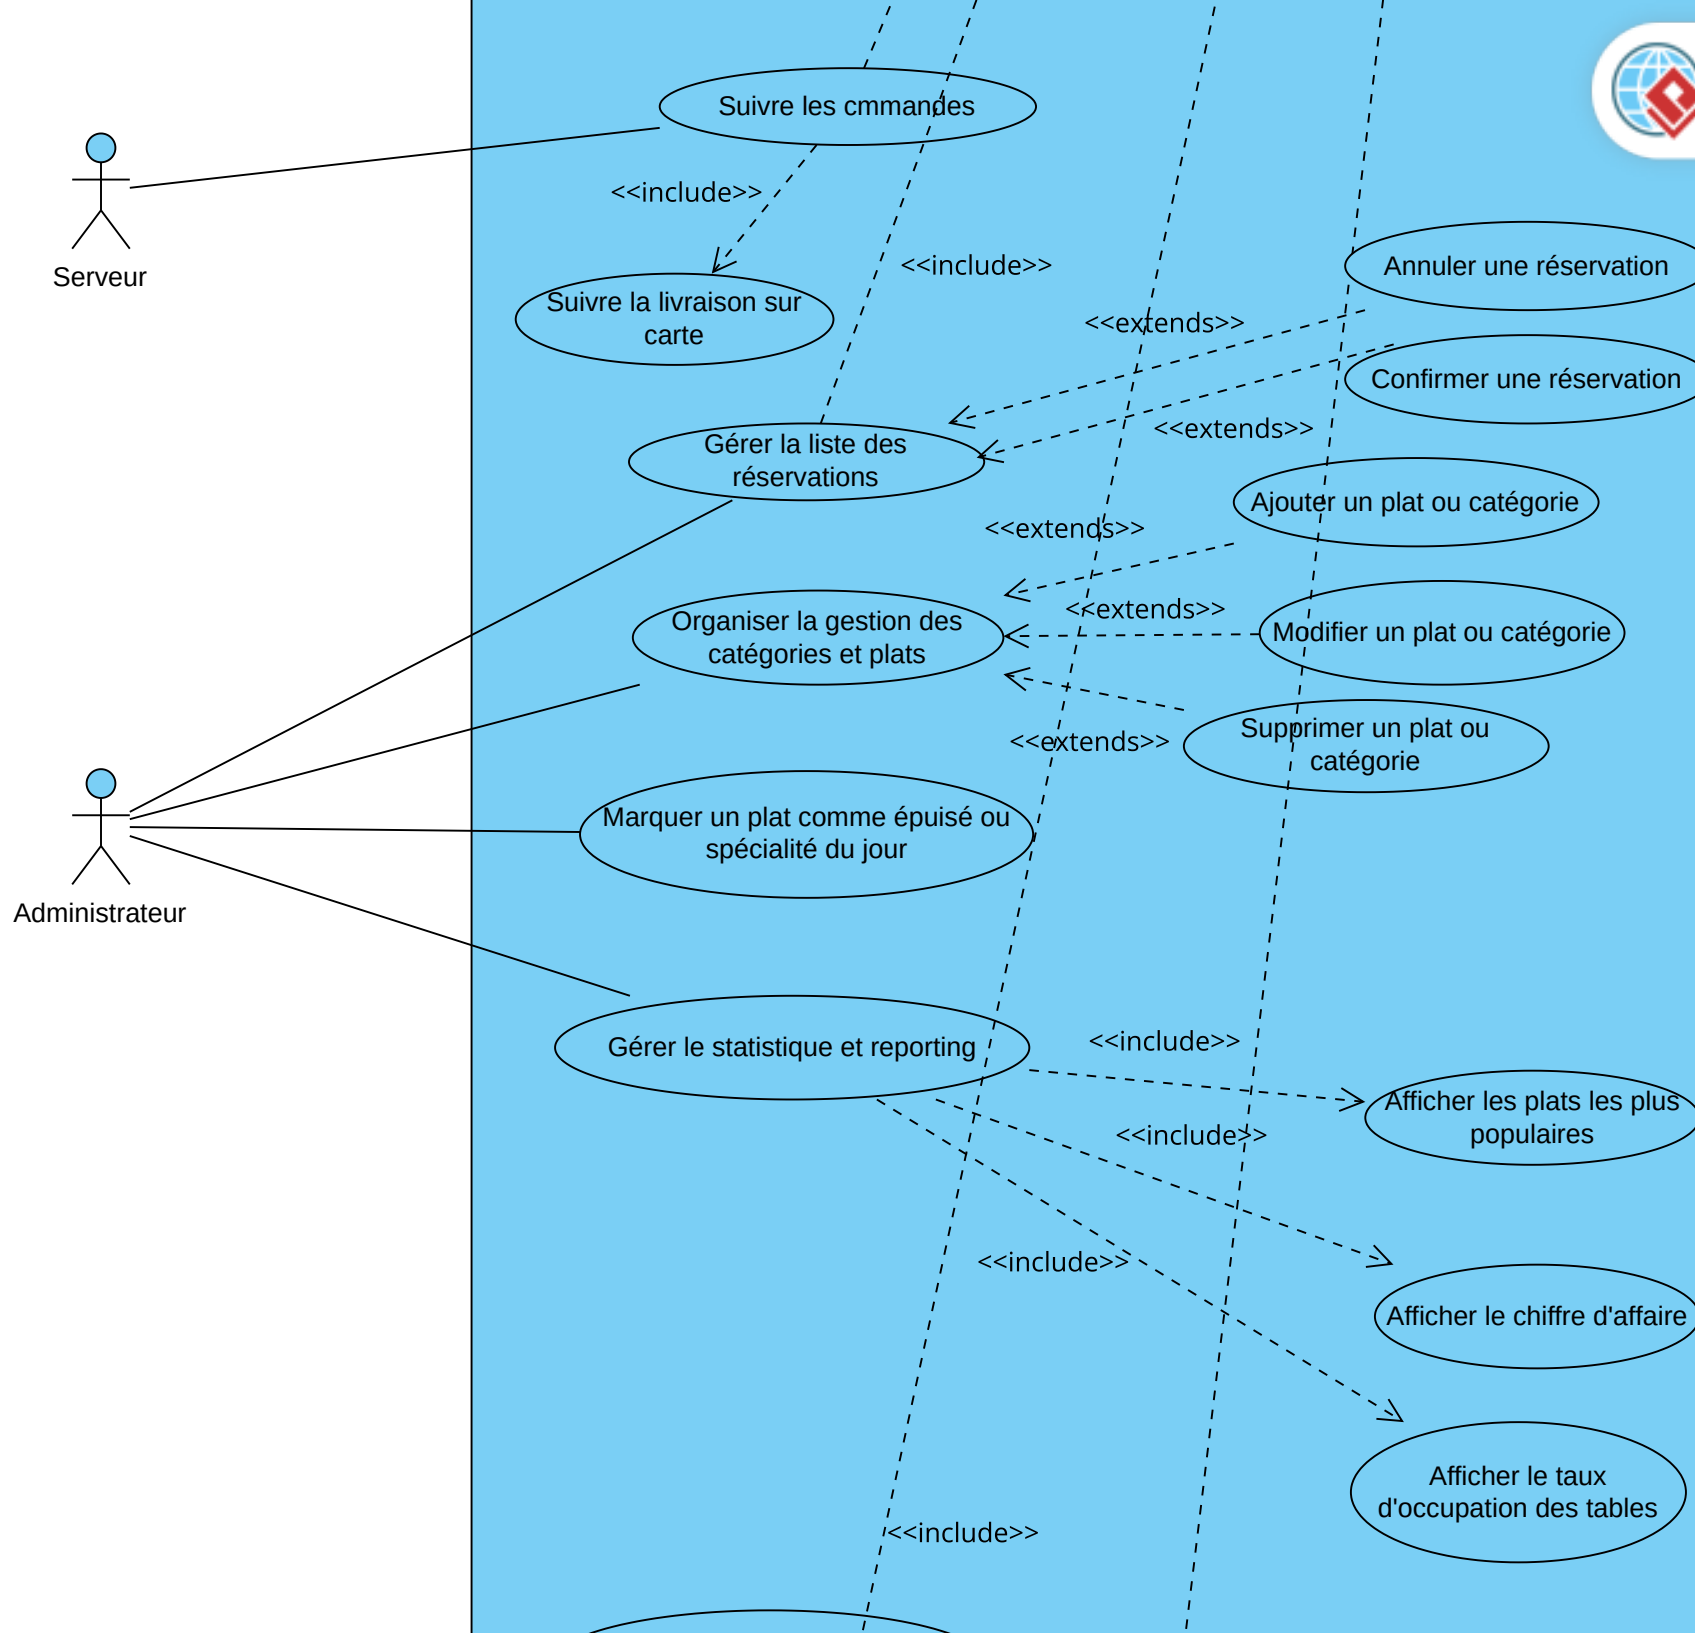 Suivre les cmmandes
<<include>>
Serveur
Suivre la livraison sur
carte
<<include>>
Annuler une réservation
<<extends>>
Confirmer une réservation
<<extends>>
Gérer la liste des
réservations
Ajouter un plat ou catégorie
<<extends>>
Organiser la gestion des
catégories et plats
<<extends>>
Modifier un plat ou catégorie
Supprimer un plat ou
catégorie
<<extends>>
Marquer un plat comme épuisé ou
spécialité du jour
Administrateur
Gérer le statistique et reporting
<<include>>
Afficher les plats les plus
populaires
<<include>>
<<include>>
Afficher le chiffre d'affaire
Afficher le taux
d'occupation des tables
<<include>>